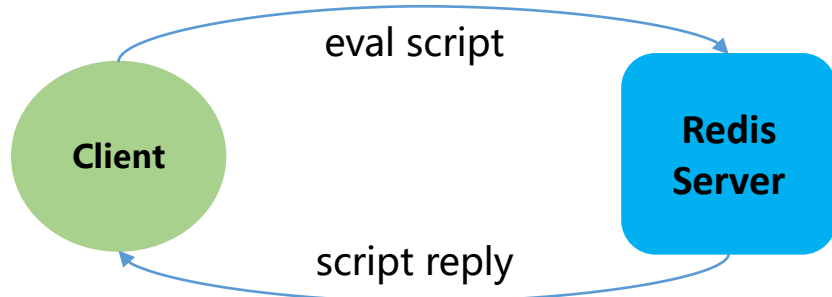 eval script
Client
Redis
Server
script reply